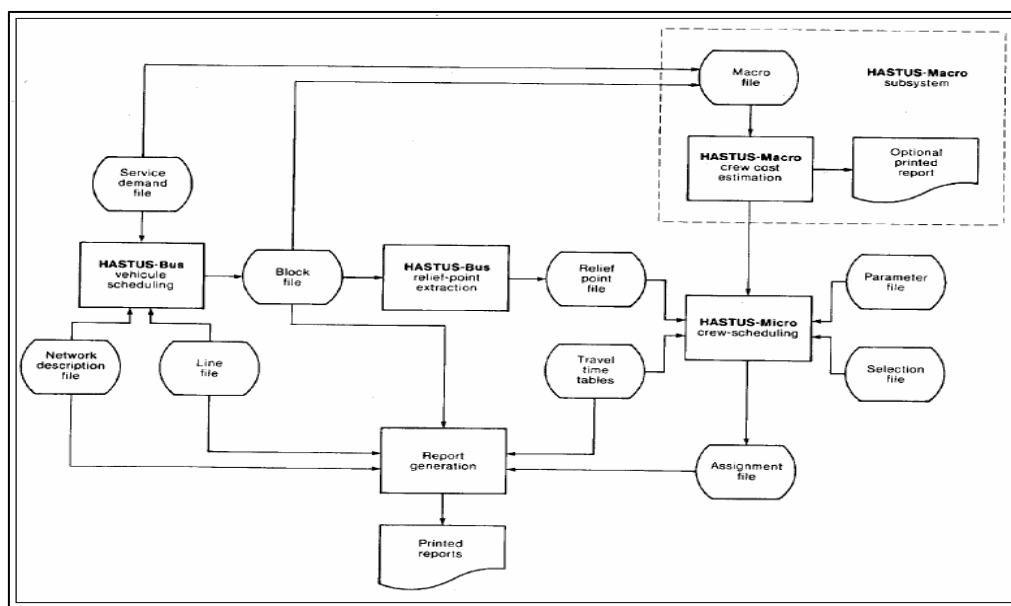 Macro
file
HASTUS-Macro
subsystem
HASTUS-Macro
crew cost
estimation
Optional
printed
report
Service
demand
file
HASTUS-Bus
vehicule
scheduling
Block
file
HASTUS-Bus
relief-point
extraction
Relief
point
file
Parameter
file
HASTUS-Micro
crew-scheduling
Network
description
file
Line
file
Travel
time
tables
Selection
file
Report
generation
Assignment
file
Printed
reports